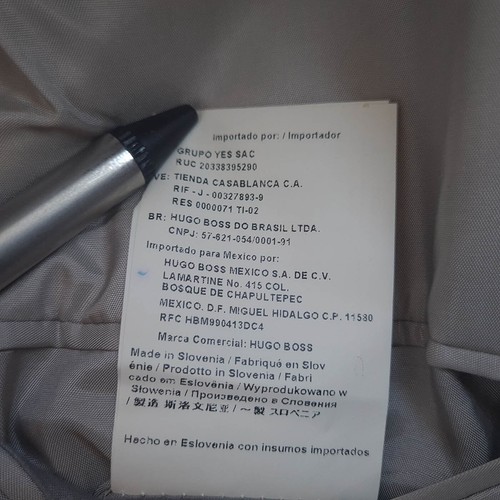 Importado por: / Importador
GRUPO YES SAC
RUC 20338395290
VE: TIENDA CASABLANCA C.A.
RIF - J - 00327893-9
RES 0000071 TI-02
BR: HUGO BOSS DO BRASIL LTDA.
CNPJ: 57-621-054/0001-91
Importado para Mexico por:
HUGO BOSS MEXICO S.A. DE C.V.
LAMARTINE No. 415 COL.
BOSQUE DE CHAPULTEPEC
MEXICO, D.F. MIGUEL HIDALGO C.P. 11580
RFC HBM990413DC4
Marca Comercial: HUGO BOSS
Made in Slovenia / Fabriqué en Slov
énie / Prodotto in Slovenia / Fabri
cado em Eslovênia / Wyprodukowano w
Słowenia / Произведено в Словения
/ 製造 斯洛文尼亚 / ～製 スロベニア
Hecho en Eslovenia con insumos importados